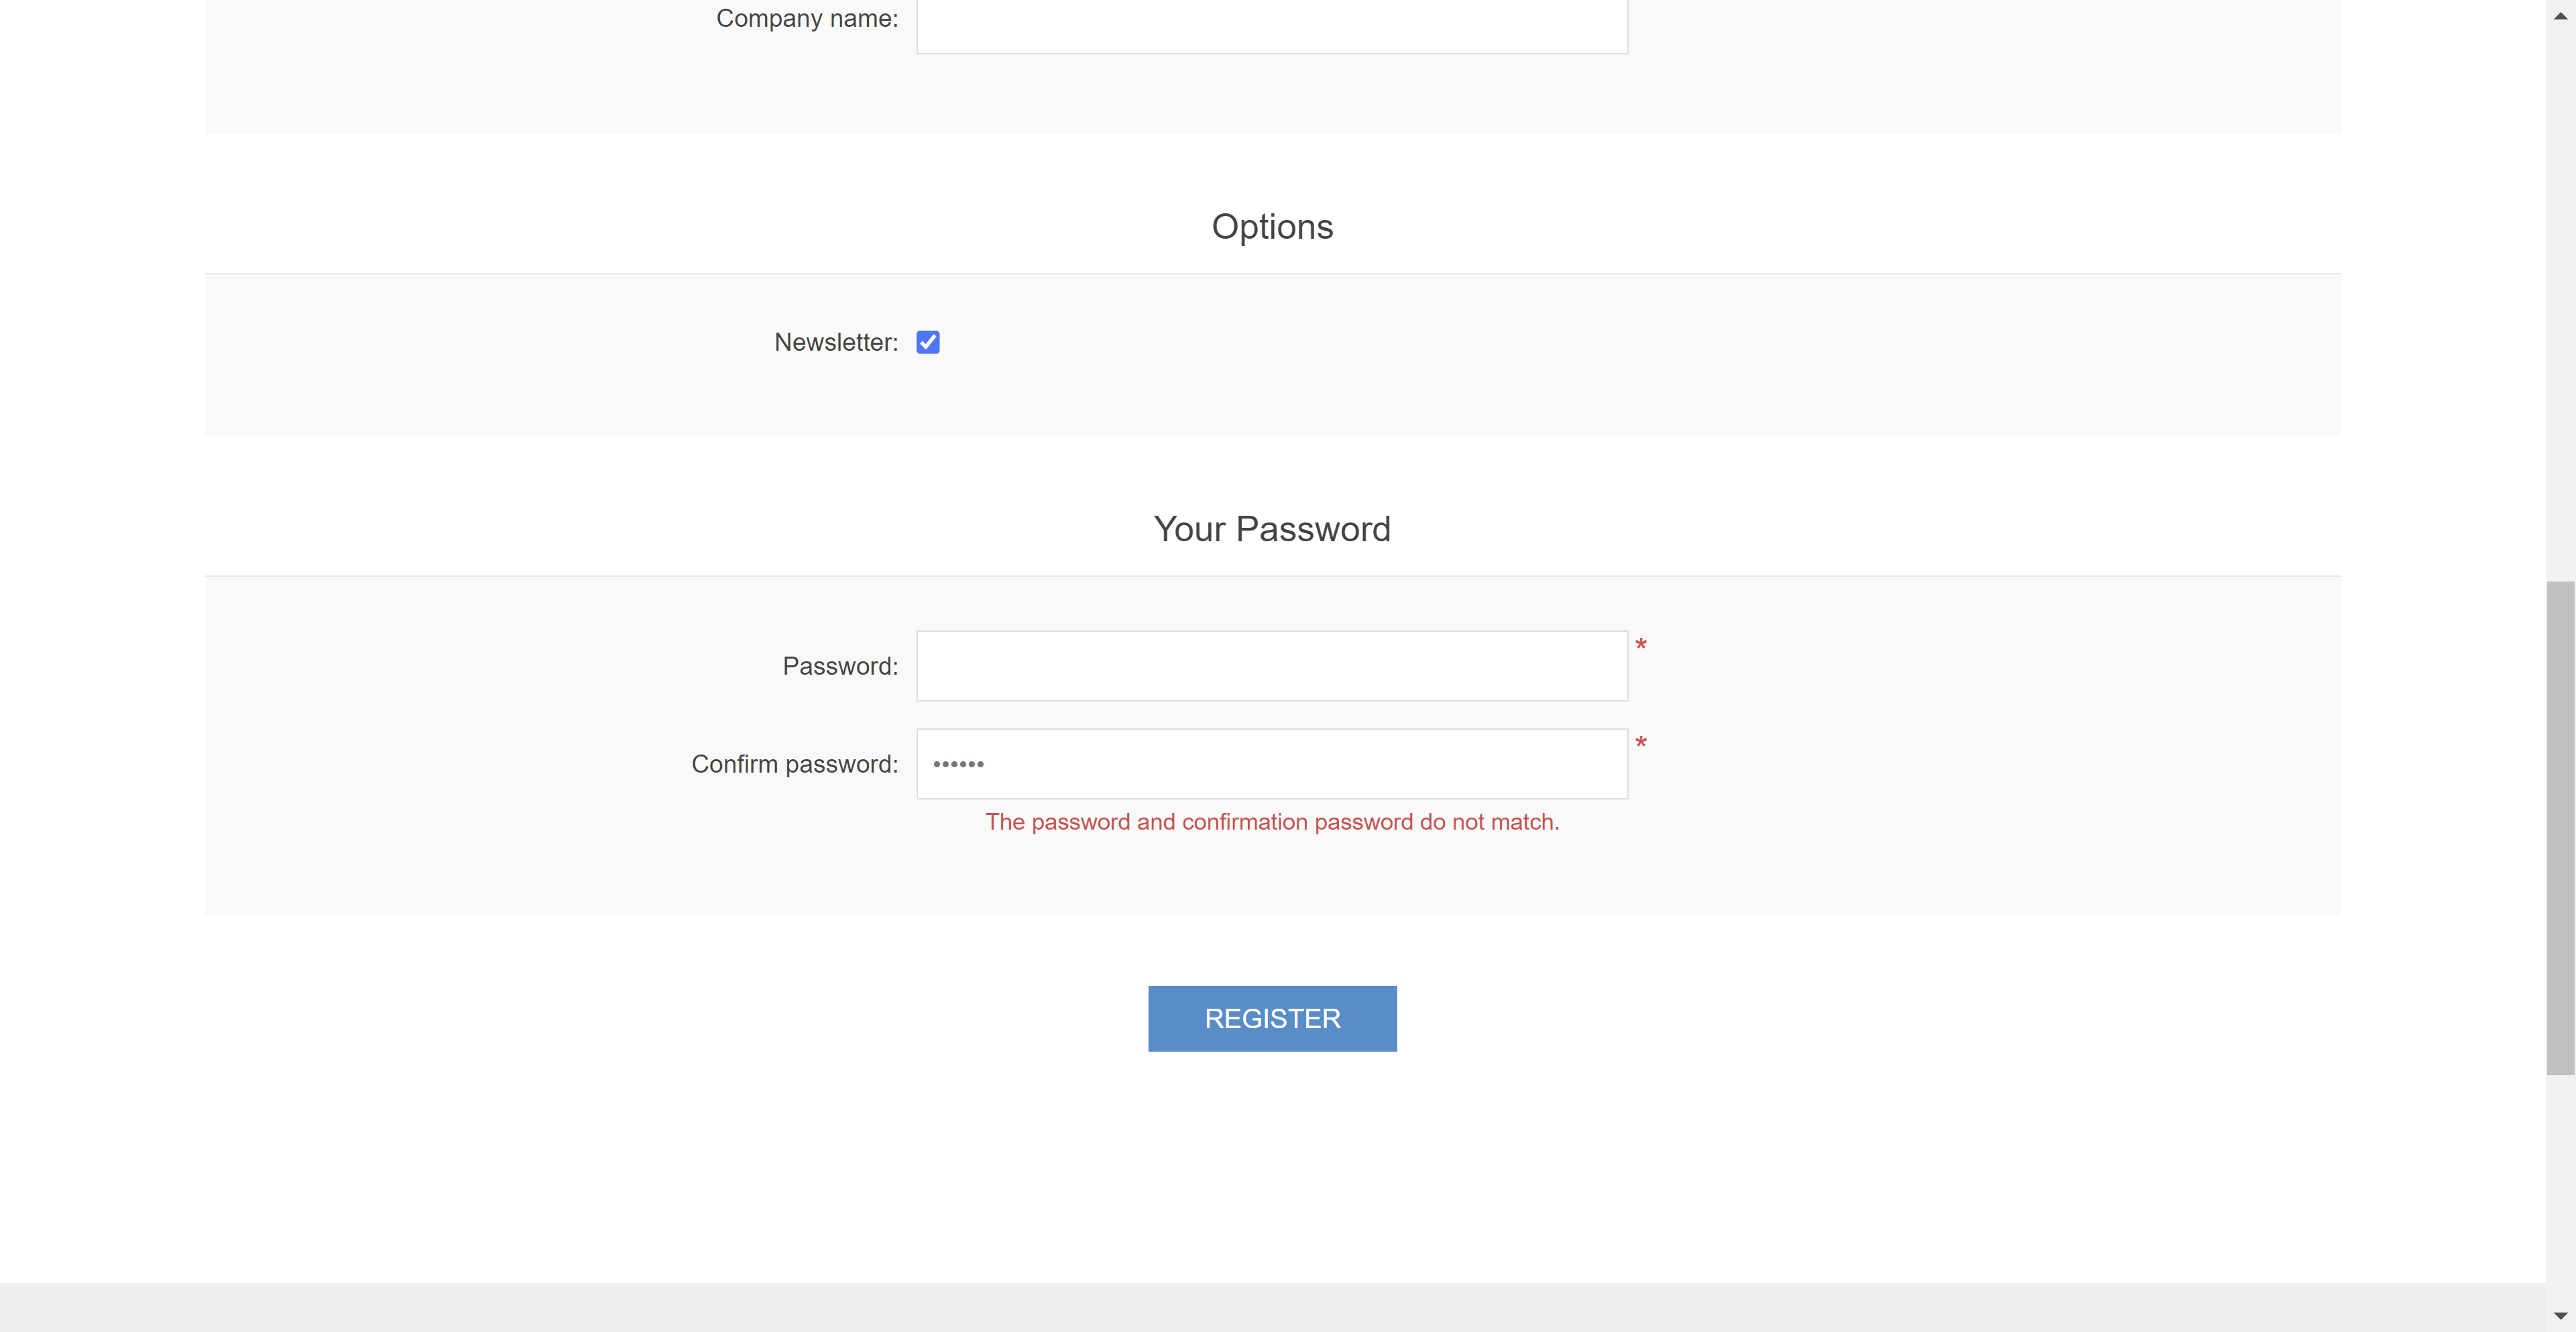 Company name:
Options
Newsletter:
Your Password
Password: *
Confirm password: •••••• *
The password and confirmation password do not match.
REGISTER